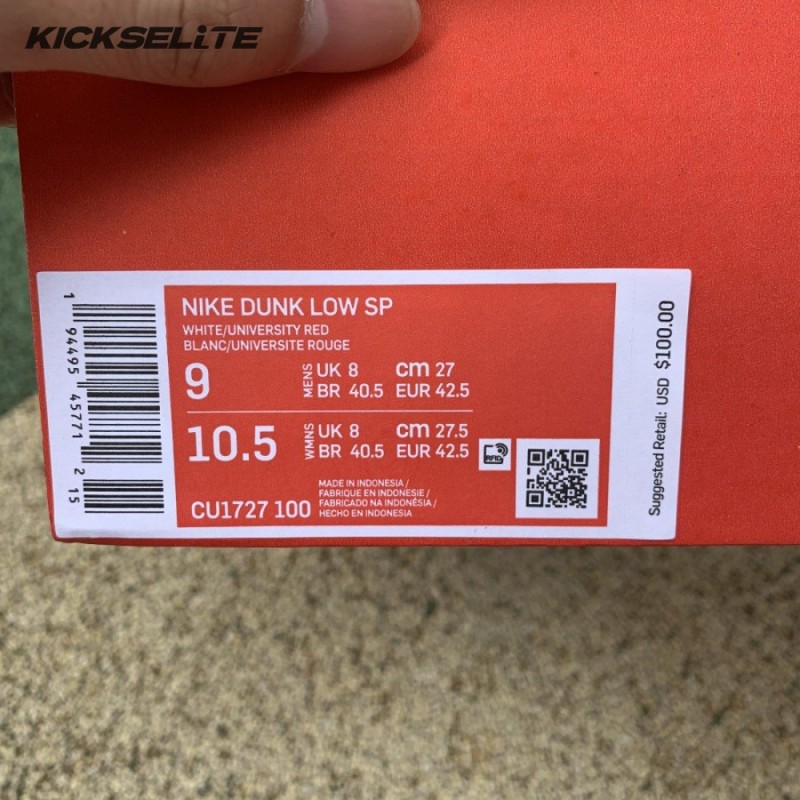 KICKSELiTE
NIKE DUNK LOW SP
WHITE/UNIVERSITY RED
BLANC/UNIVERSITE ROUGE
9 MENS UK 8 cm 27
BR 40.5 EUR 42.5
10.5 WMNS UK 8 cm 27.5
BR 40.5 EUR 42.5
RFID
CU1727 100
MADE IN INDONESIA /
FABRIQUE EN INDONESIE /
FABRICADO NA INDONÉSIA /
HECHO EN INDONESIA
1 94495 45771 2 15
Suggested Retail: USD $100.00